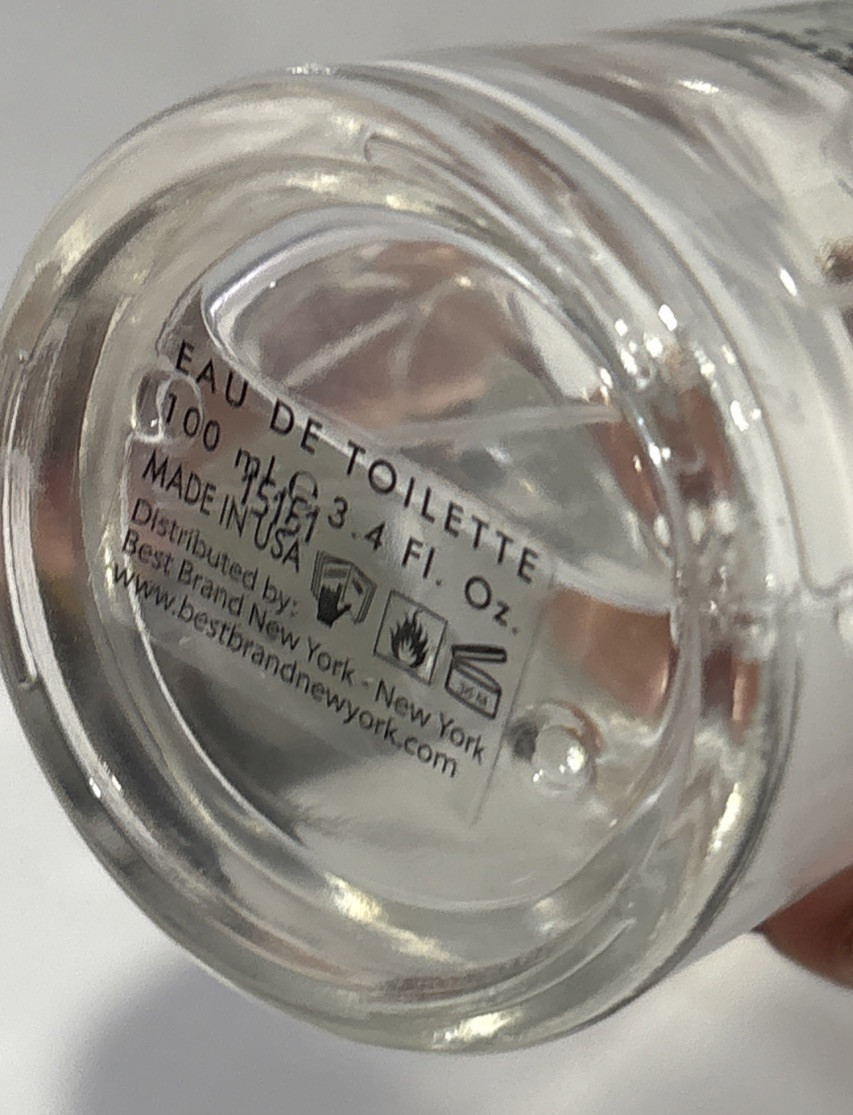 EAU DE TOILETTE
100 mL ℮ 3.4 Fl. Oz.
MADE IN USA
Distributed by:
Best Brand New York - New York
www.bestbrandnewyork.com
36 M